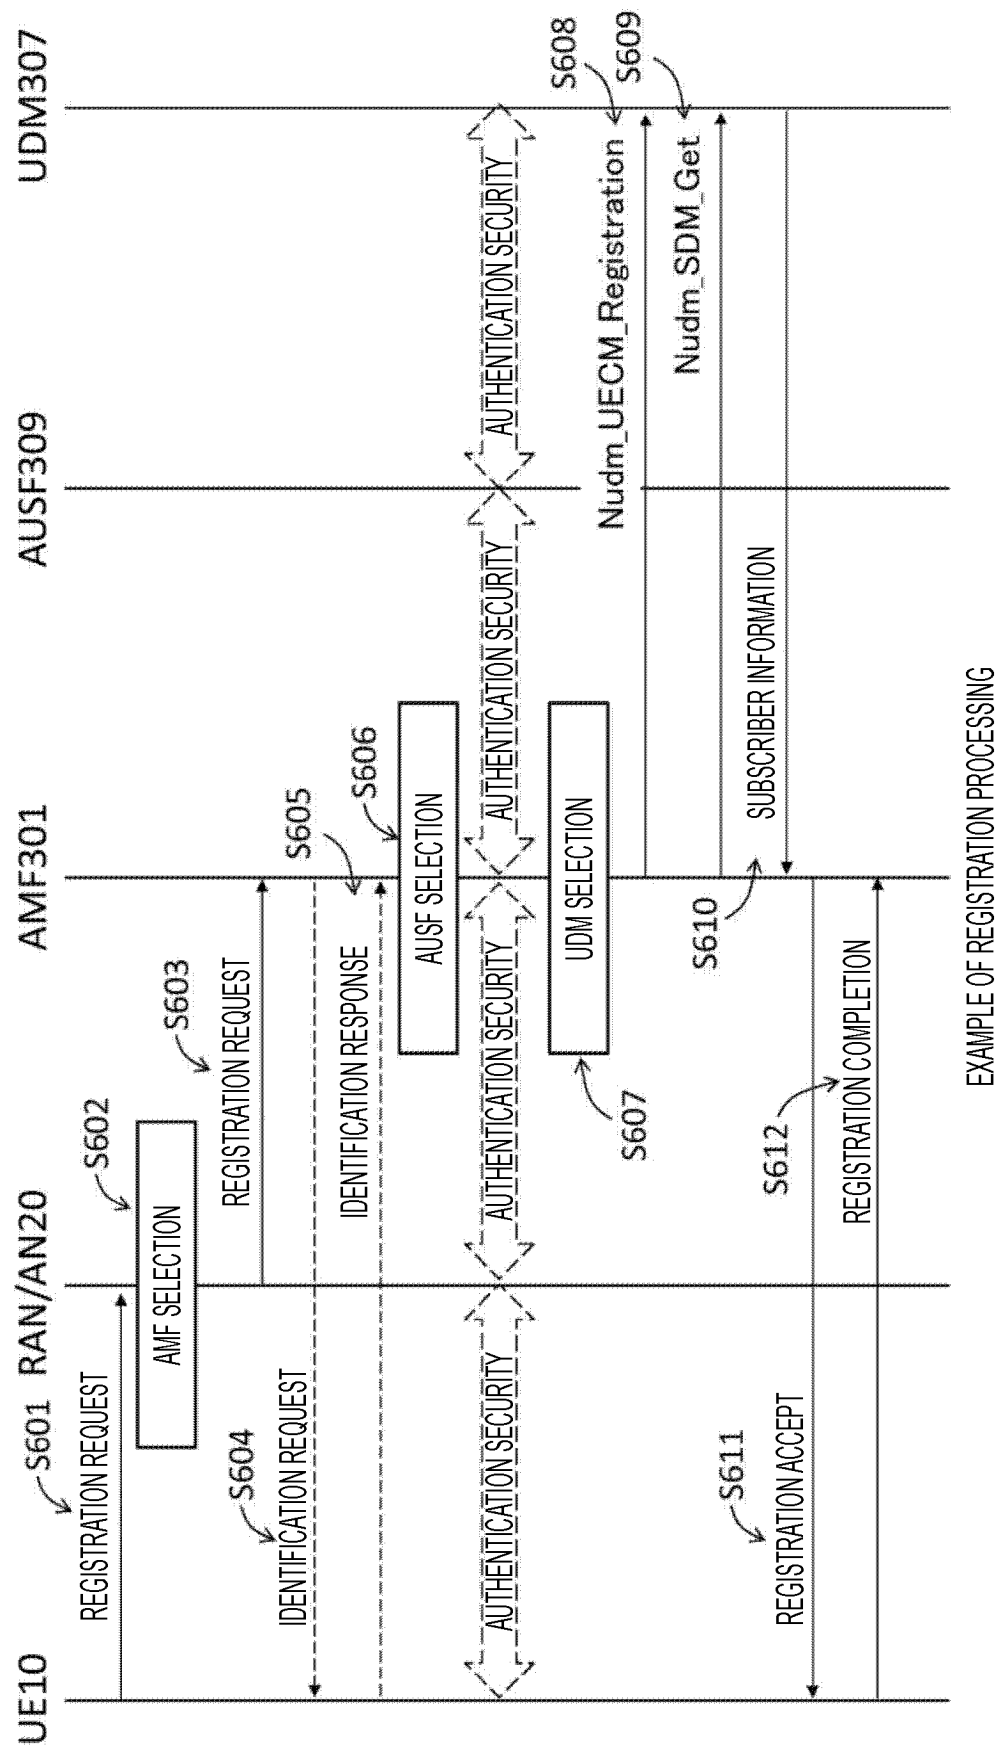 UE10
RAN/AN20
AMF301
AUSF309
UDM307
S601
REGISTRATION REQUEST
S602
AMF SELECTION
S603
REGISTRATION REQUEST
S604
IDENTIFICATION REQUEST
S605
IDENTIFICATION RESPONSE
S606
AUSF SELECTION
AUTHENTICATION SECURITY
AUTHENTICATION SECURITY
AUTHENTICATION SECURITY
AUTHENTICATION SECURITY
UDM SELECTION
S607
S608
Nudm_UECM_Registration
S609
Nudm_SDM_Get
S610
SUBSCRIBER INFORMATION
S611
REGISTRATION ACCEPT
S612
REGISTRATION COMPLETION
EXAMPLE OF REGISTRATION PROCESSING